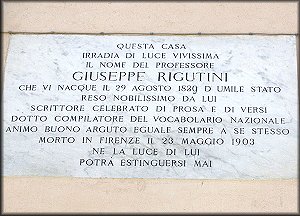 QUESTA CASA
IRRADIA DI LUCE VIVISSIMA
IL NOME DEL PROFESSORE
GIUSEPPE RIGUTINI
CHE VI NACQUE IL 29 AGOSTO 1829 D UMILE STATO
RESO NOBILISSIMO DA LUI
SCRITTORE CELEBRATO DI PROSA E DI VERSI
DOTTO COMPILATORE DEL VOCABOLARIO NAZIONALE
ANIMO BUONO ARGUTO EGUALE SEMPRE A SE STESSO
MORTO IN FIRENZE IL 23 MAGGIO 1903
NE LA LUCE DI LUI
POTRA ESTINGUERSI MAI